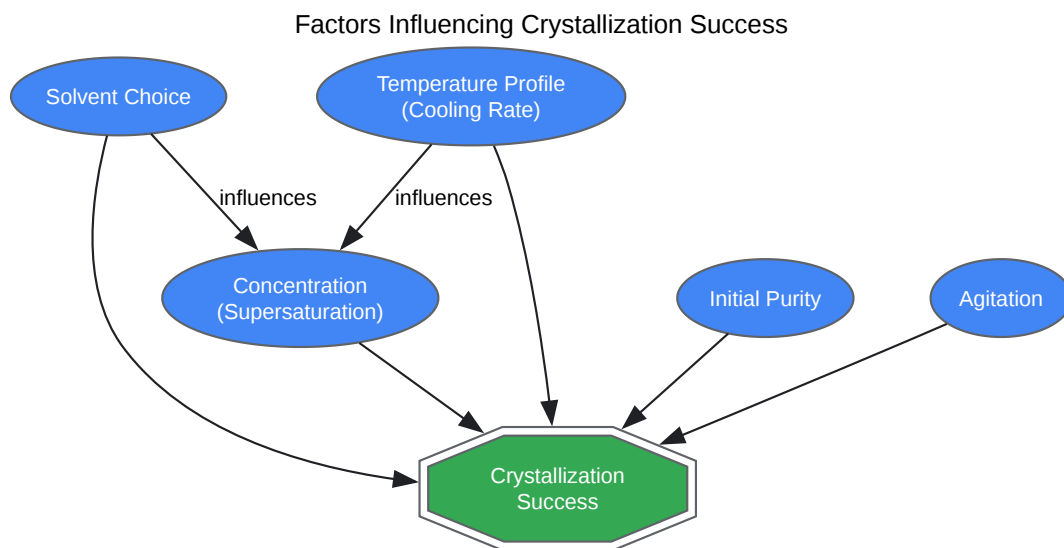 Factors Influencing Crystallization Success
Solvent Choice
Temperature Profile
(Cooling Rate)
influences
influences
Concentration
(Supersaturation)
Initial Purity
Agitation
Crystallization
Success